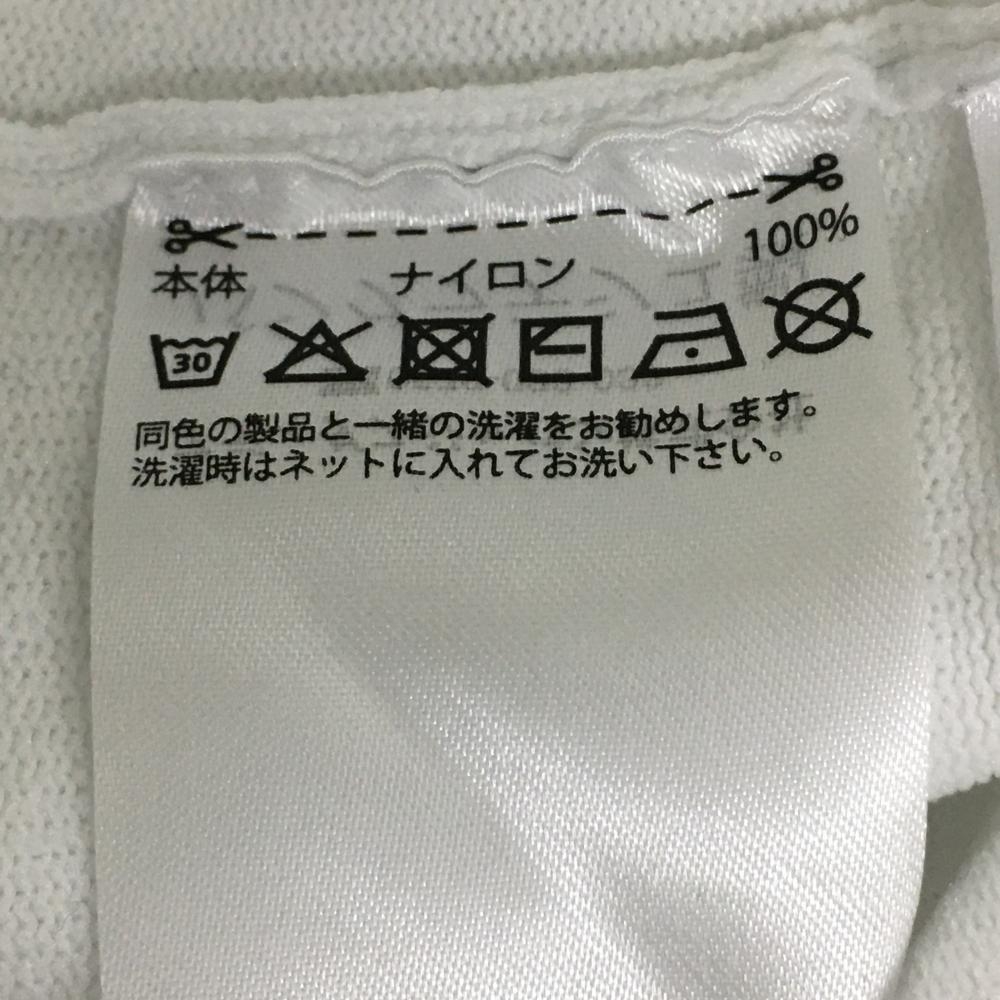 本体 ナイロン 100%
30
同色の製品と一緒の洗濯をお勧めします。
洗濯時はネットに入れてお洗い下さい。